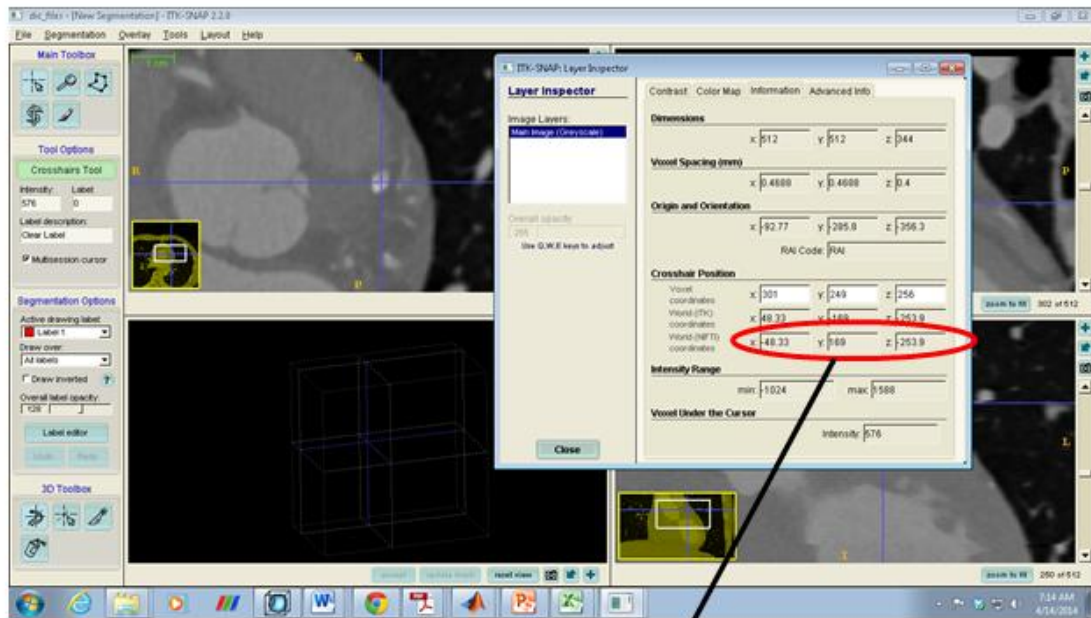 dic_files - [New Segmentation] - ITK-SNAP 2.2.0
File Segmentation Overlay Tools Layout Help
Main Toolbox
Tool Options
Crosshairs Tool
Intensity: Label
576 0
Label description:
Clear Label
Multisession cursor
Segmentation Options
Active drawing label:
Label 1
Draw over:
All labels
Draw inverted ?
Overall label opacity:
128
Label editor
Undo Redo
3D Toolbox
A
R
P
ITK-SNAP: Layer Inspector
Layer Inspector
Image Layers:
Main Image (Greyscale)
Overall opacity
255
Use Q,W,E keys to adjust
Close
Contrast Color Map Information Advanced Info
Dimensions
x: 512 y: 512 z: 344
Voxel Spacing (mm)
x: 0.4688 y: 0.4688 z: 0.4
Origin and Orientation
x: -92.77 y: -285.8 z: -356.3
RAI Code: RAI
Crosshair Position
Voxel coordinates x: 301 y: 249 z: 256
World (ITK) coordinates x: 48.33 y: -169 z: -253.9
World (NIFTI) coordinates x: -48.33 y: 169 z: -253.9
Intensity Range
min: -1024 max: 1588
Voxel Under the Cursor
Intensity: 576
P
zoom to fit 302 of 512
L
I
accept update mesh reset view
zoom to fit 250 of 512
7:14 AM
4/14/2014